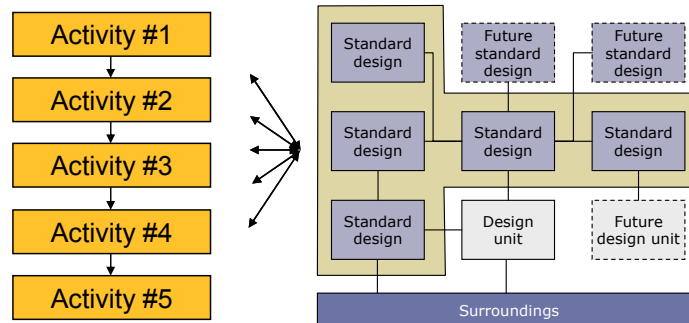 Activity #1
Activity #2
Activity #3
Activity #4
Activity #5
Standard
design
Future
standard
design
Future
standard
design
Standard
design
Standard
design
Standard
design
Standard
design
Design
unit
Future
design unit
Surroundings